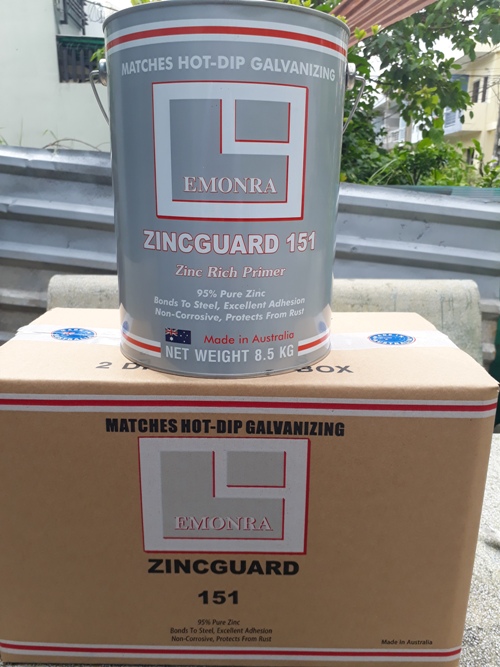 MATCHES HOT-DIP GALVANIZING
EMONRA
ZINCGUARD 151
Zinc Rich Primer
95% Pure Zinc
Bonds To Steel, Excellent Adhesion
Non-Corrosive, Protects From Rust
Made in Australia
NET WEIGHT 8.5 KG
2
BOX
MATCHES HOT-DIP GALVANIZING
EMONRA
ZINCGUARD
151
95% Pure Zinc
Bonds To Steel, Excellent Adhesion
Non-Corrosive, Protects From Rust
Made in Australia